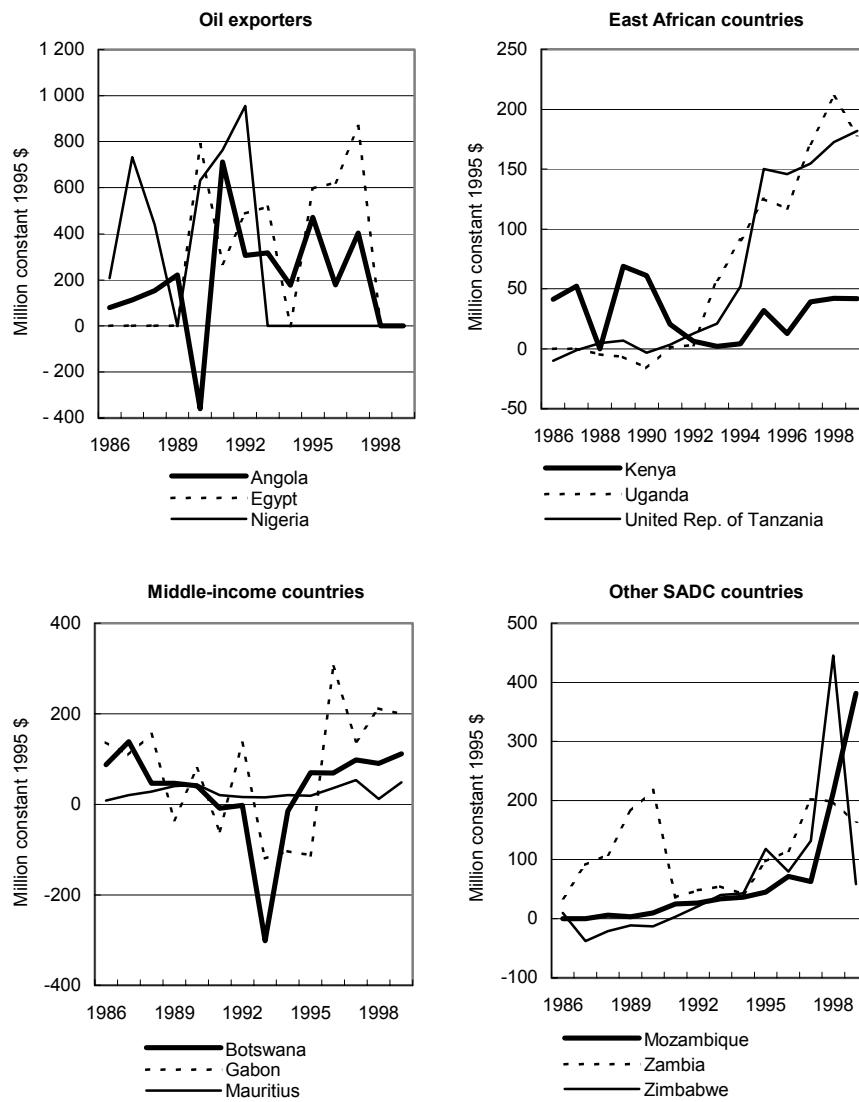 Oil exporters
Million constant 1995 $
1 200
1 000
800
600
400
200
0
- 200
- 400
1986 1989 1992 1995 1998
Angola
Egypt
Nigeria
East African countries
Million constant 1995 $
250
200
150
100
50
0
-50
1986 1988 1990 1992 1994 1996 1998
Kenya
Uganda
United Rep. of Tanzania
Middle-income countries
Million constant 1995 $
400
200
0
-200
-400
1986 1989 1992 1995 1998
Botswana
Gabon
Mauritius
Other SADC countries
Million constant 1995 $
500
400
300
200
100
0
-100
1986 1989 1992 1995 1998
Mozambique
Zambia
Zimbabwe